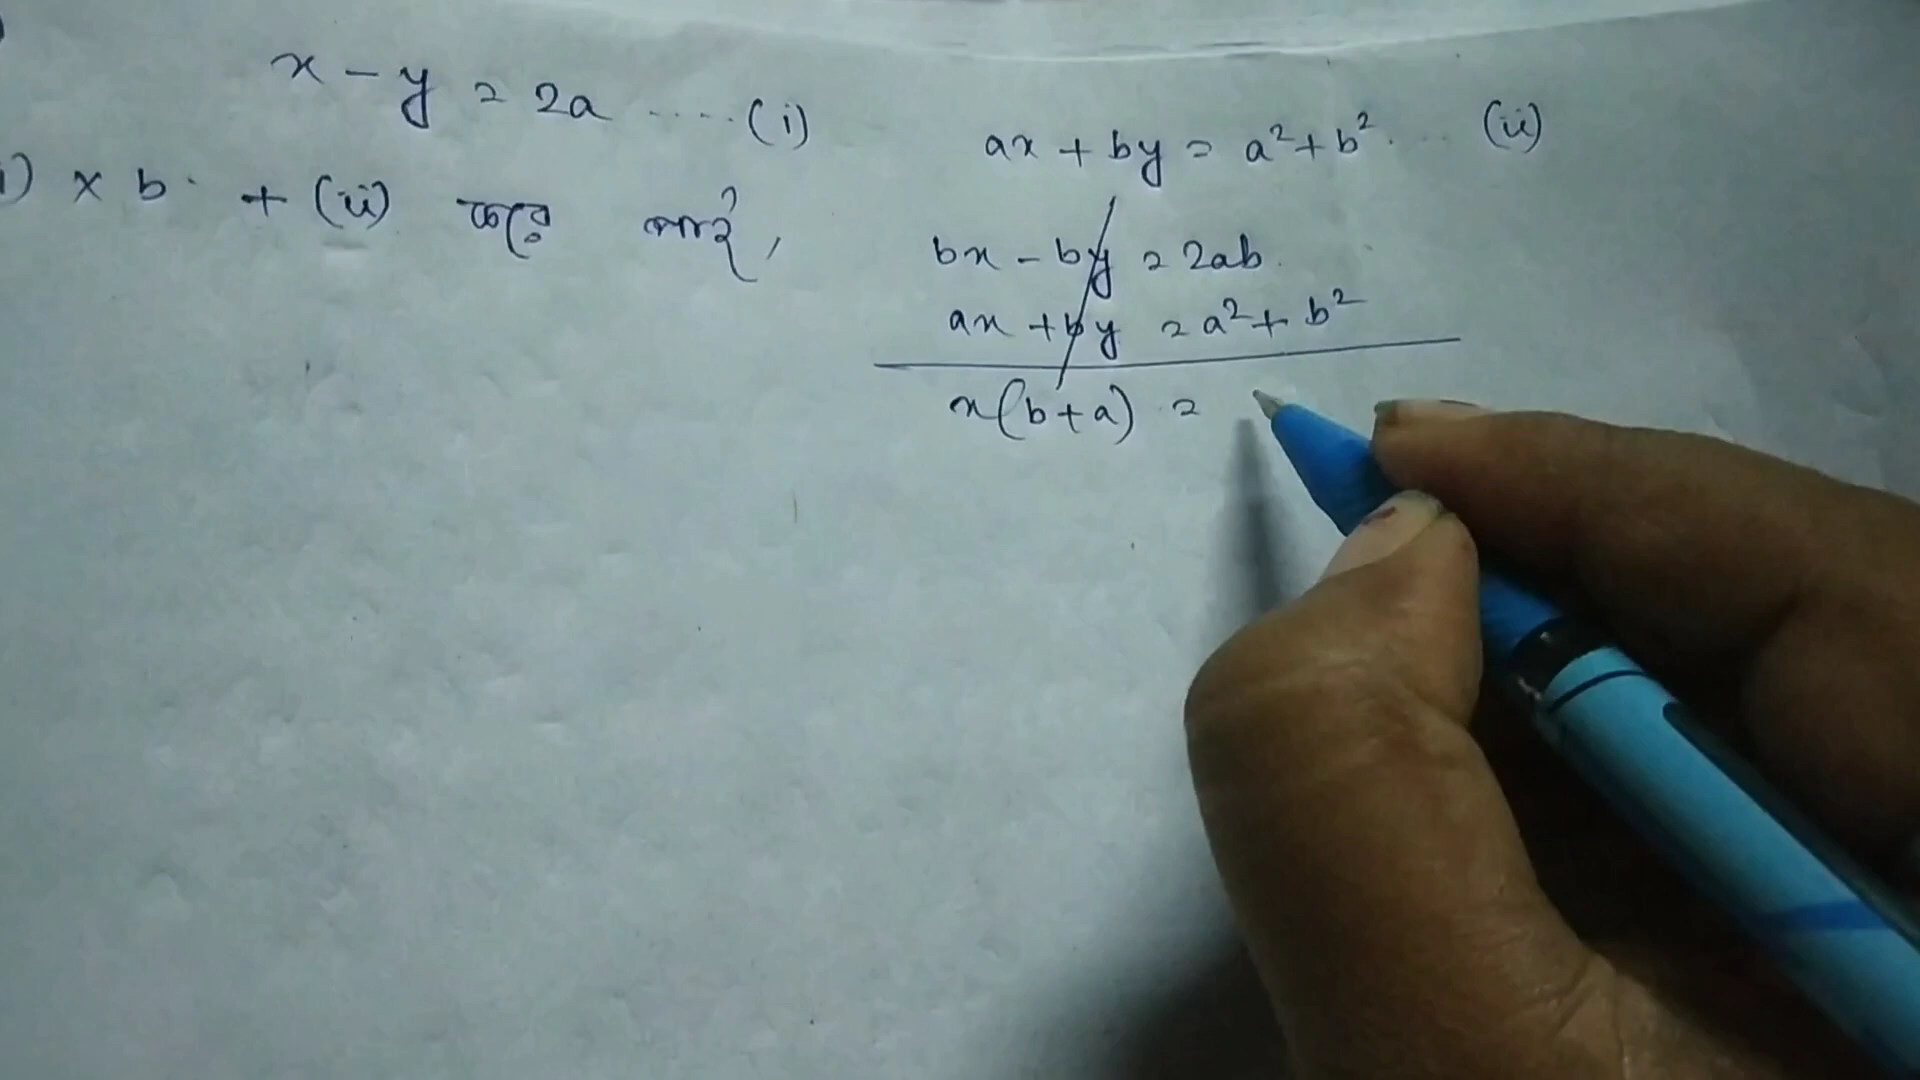 x - y = 2a ..... (i)
ax + by = a² + b² ... (ii)
i) × b + (ii) করে পাই,
bx - by = 2ab
ax + by = a² + b²
x(b + a) =